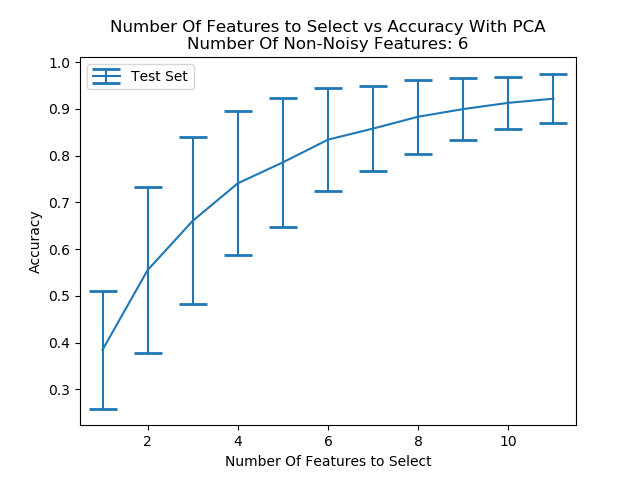 Number Of Features to Select vs Accuracy With PCA
Number Of Non-Noisy Features: 6
Test Set
Accuracy
1.0
0.9
0.8
0.7
0.6
0.5
0.4
0.3
2 4 6 8 10
Number Of Features to Select